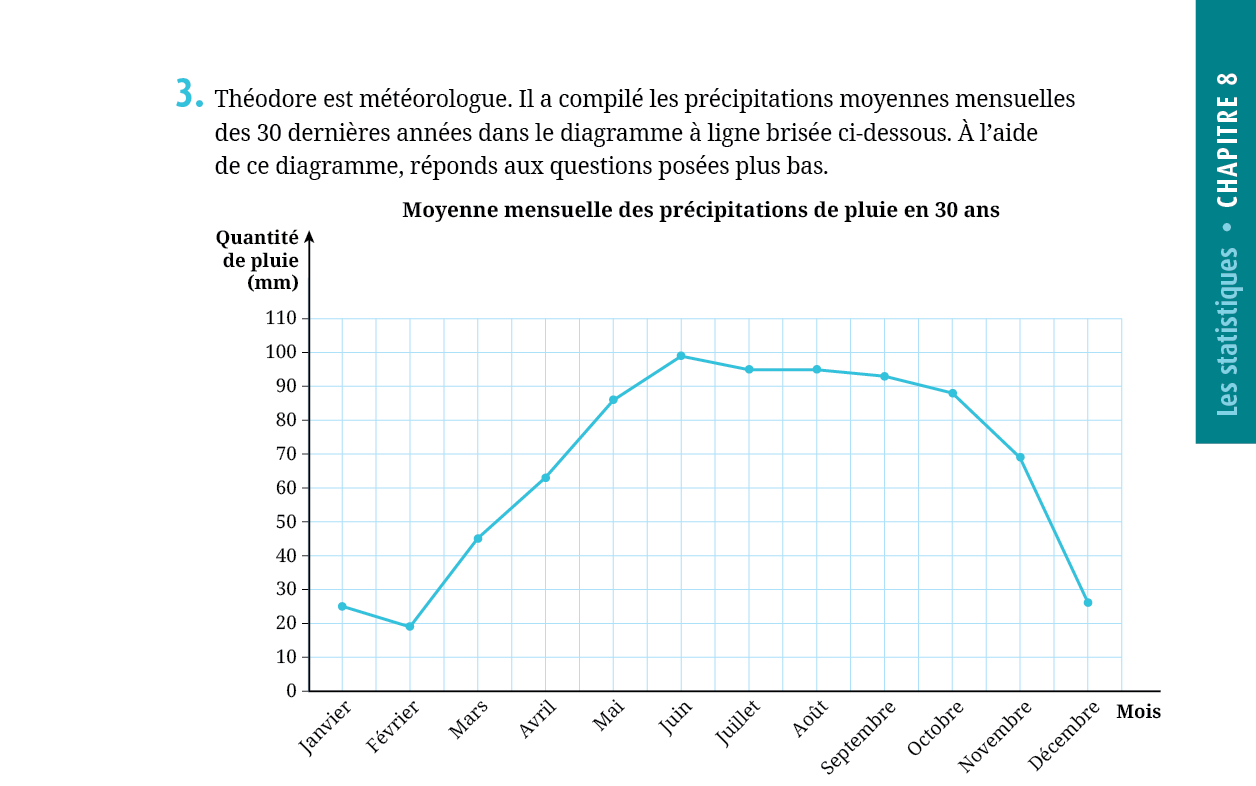 3. Théodore est météorologue. Il a compilé les précipitations moyennes mensuelles
des 30 dernières années dans le diagramme à ligne brisée ci-dessous. À l’aide
de ce diagramme, réponds aux questions posées plus bas.
Moyenne mensuelle des précipitations de pluie en 30 ans
Quantité
de pluie
(mm)
110
100
90
80
70
60
50
40
30
20
10
0
Janvier
Février
Mars
Avril
Mai
Juin
Juillet
Août
Septembre
Octobre
Novembre
Décembre
Mois
Les statistiques • CHAPITRE 8